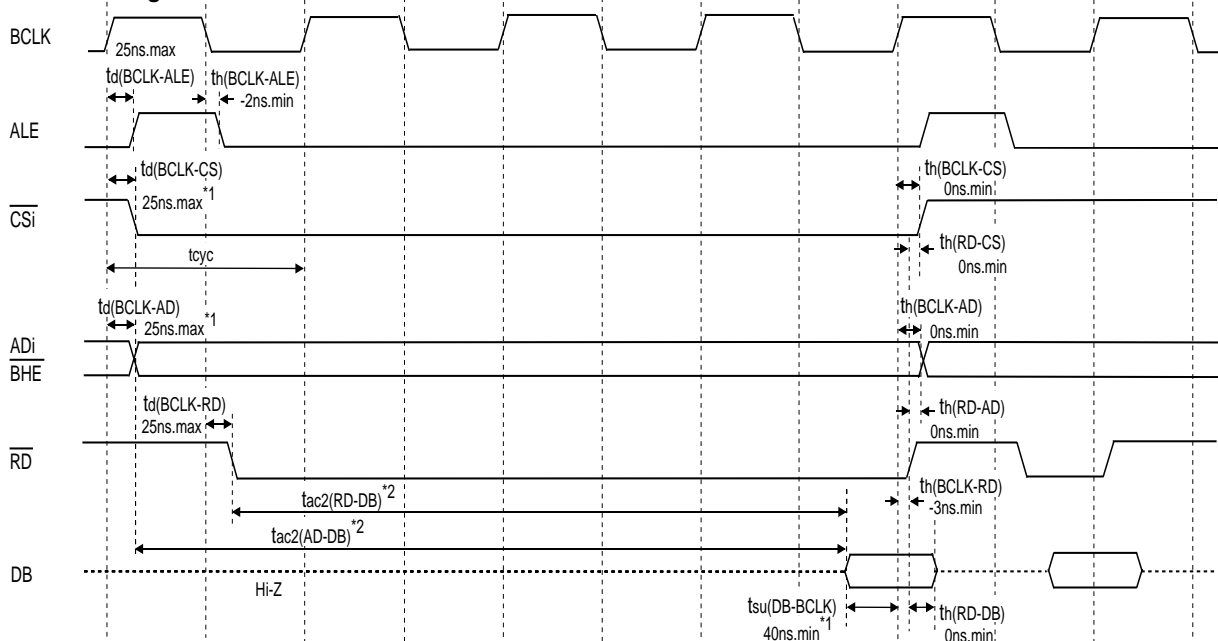 BCLK
25ns.max
td(BCLK-ALE)
th(BCLK-ALE)
-2ns.min
ALE
td(BCLK-CS)
25ns.max*1
th(BCLK-CS)
0ns.min
CSi
th(RD-CS)
0ns.min
tcyc
td(BCLK-AD)
25ns.max*1
th(BCLK-AD)
0ns.min
ADi
BHE
td(BCLK-RD)
25ns.max
th(RD-AD)
0ns.min
RD
th(BCLK-RD)
-3ns.min
tac2(RD-DB)*2
tac2(AD-DB)*2
DB
Hi-Z
tsu(DB-BCLK)
40ns.min*1
th(RD-DB)
0ns.min